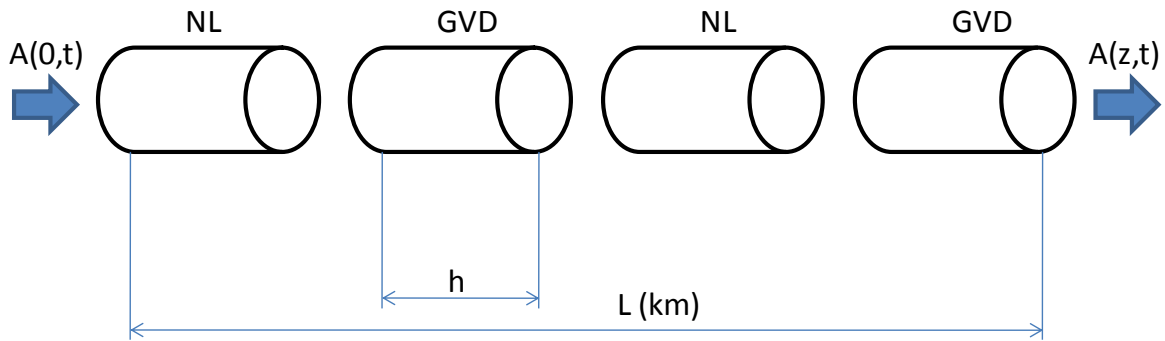 NL
GVD
NL
GVD
A(0,t)
A(z,t)
h
L (km)